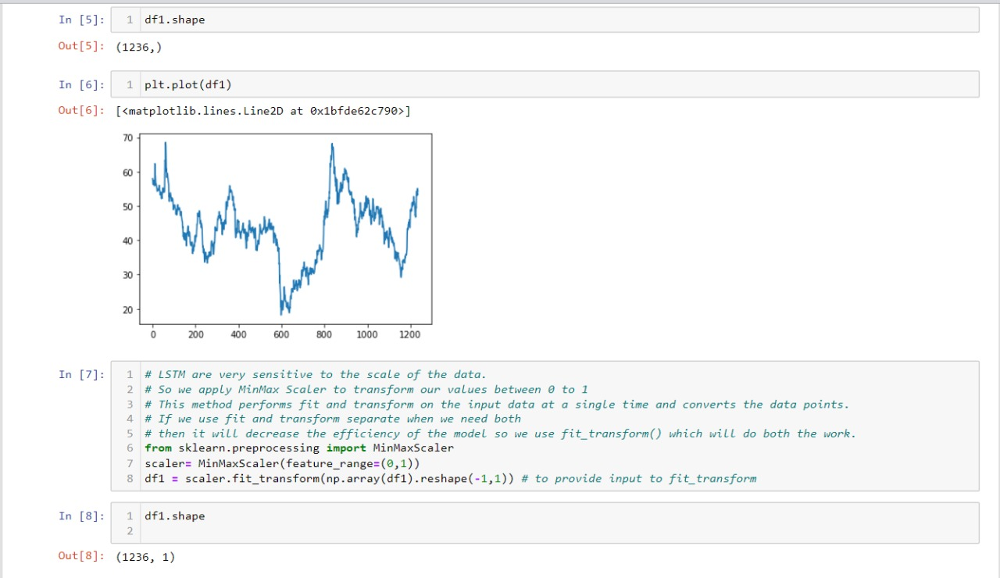 In [5]: 1 df1.shape
Out[5]: (1236,)
In [6]: 1 plt.plot(df1)
Out[6]: [<matplotlib.lines.Line2D at 0x1bfde62c790>]
70
60
50
40
30
20
0 200 400 600 800 1000 1200
In [7]: 1 # LSTM are very sensitive to the scale of the data.
2 # So we apply MinMax Scaler to transform our values between 0 to 1
3 # This method performs fit and transform on the input data at a single time and converts the data points.
4 # If we use fit and transform separate when we need both
5 # then it will decrease the efficiency of the model so we use fit_transform() which will do both the work.
6 from sklearn.preprocessing import MinMaxScaler
7 scaler= MinMaxScaler(feature_range=(0,1))
8 df1 = scaler.fit_transform(np.array(df1).reshape(-1,1)) # to provide input to fit_transform
In [8]: 1 df1.shape
2
Out[8]: (1236, 1)